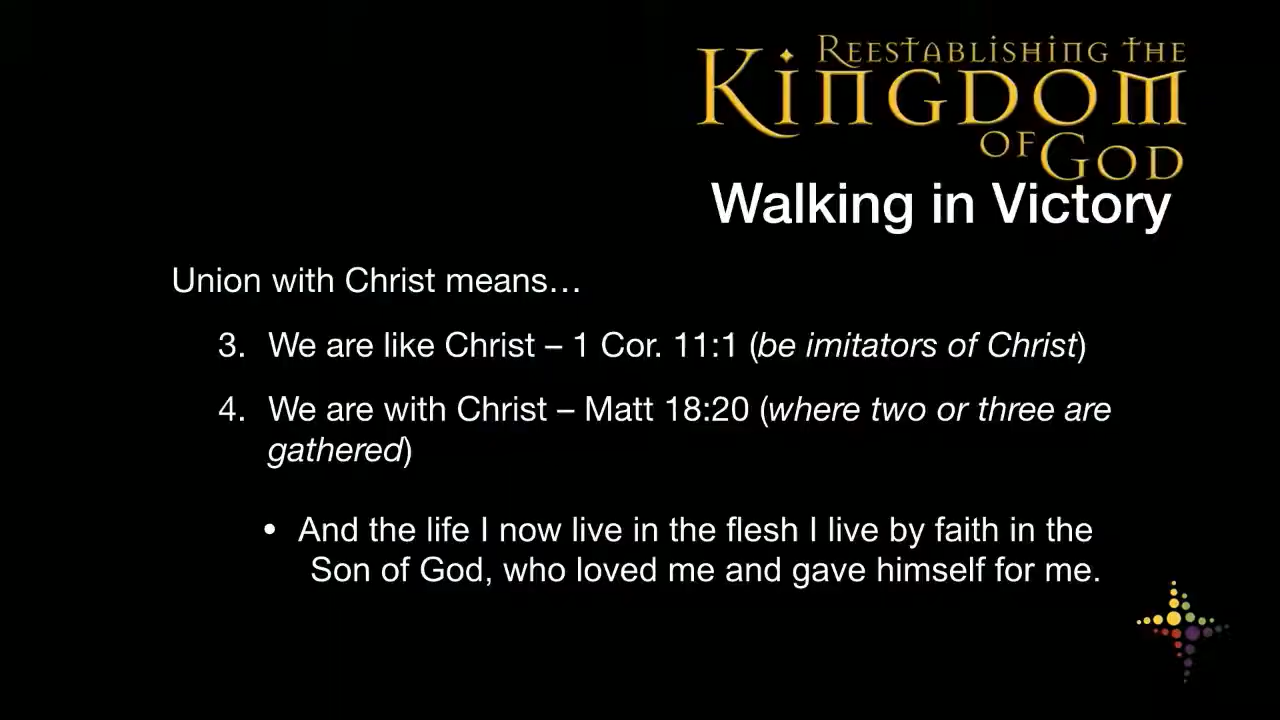 Reestablishing the
Kingdom
of God
Walking in Victory
Union with Christ means…
3. We are like Christ – 1 Cor. 11:1 (be imitators of Christ)
4. We are with Christ – Matt 18:20 (where two or three are
gathered)
• And the life I now live in the flesh I live by faith in the
Son of God, who loved me and gave himself for me.